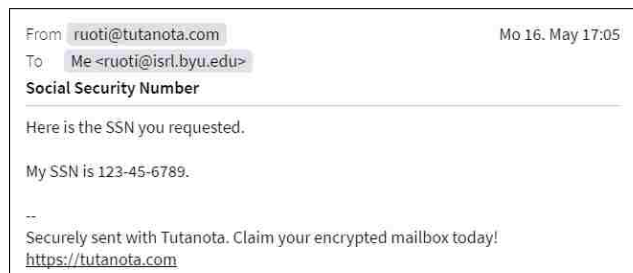 From ruoti@tutanota.com Mo 16. May 17:05
To Me <ruoti@isrl.byu.edu>
Social Security Number
Here is the SSN you requested.
My SSN is 123-45-6789.
--
Securely sent with Tutanota. Claim your encrypted mailbox today!
https://tutanota.com